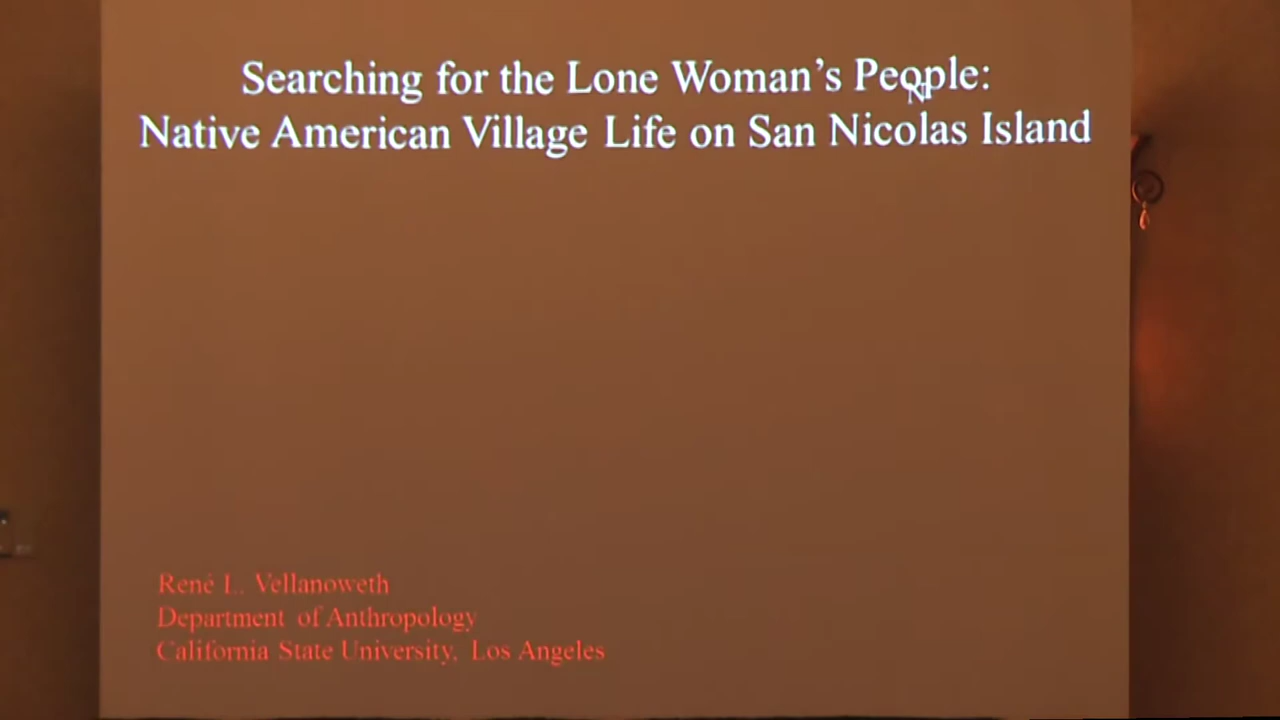 Searching for the Lone Woman's People:
Native American Village Life on San Nicolas Island
René L. Vellanoweth
Department of Anthropology
California State University, Los Angeles